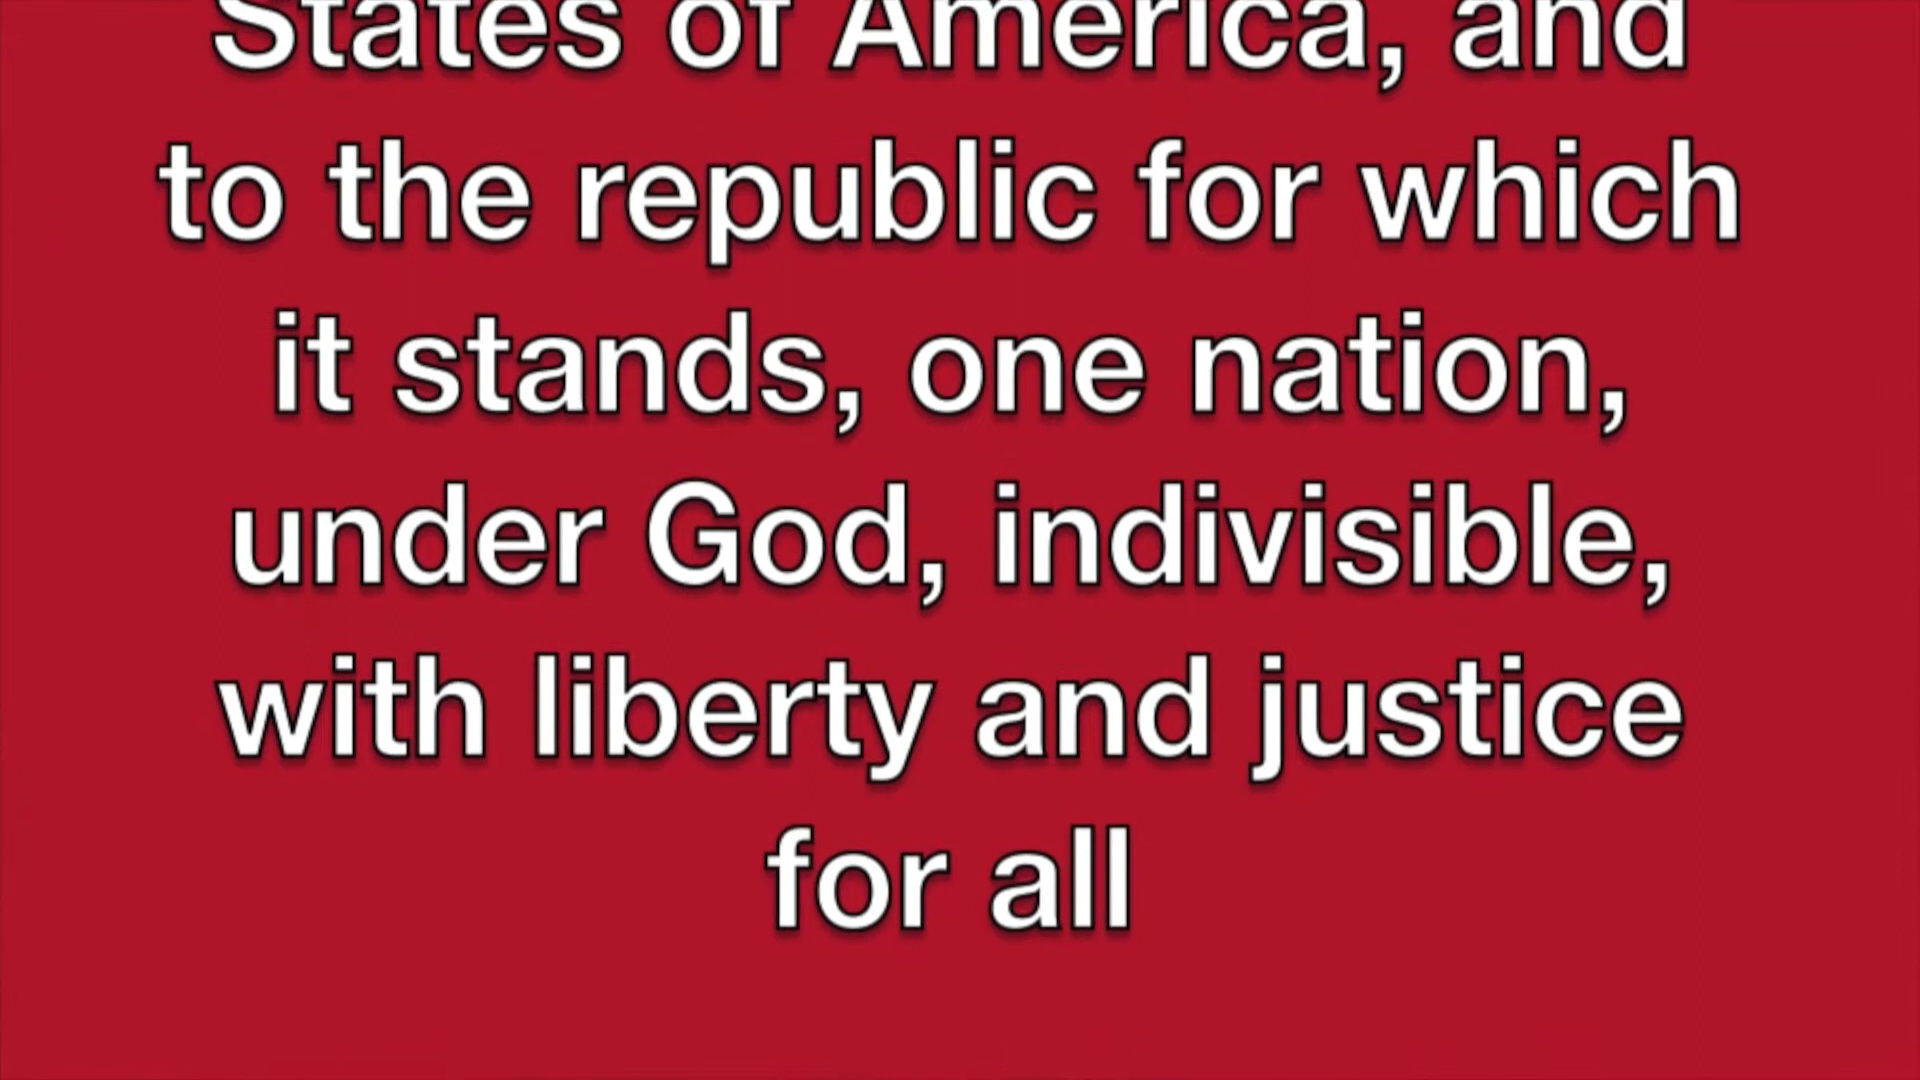 States of America, and
to the republic for which
it stands, one nation,
under God, indivisible,
with liberty and justice
for all